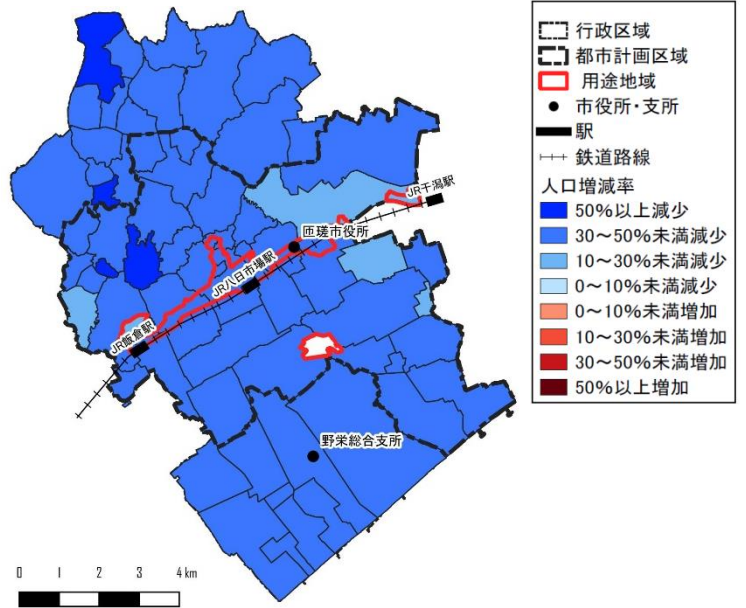 行政区域
都市計画区域
用途地域
市役所・支所
駅
鉄道路線
人口増減率
50%以上減少
30～50%未満減少
10～30%未満減少
0～10%未満減少
0～10%未満増加
10～30%未満増加
30～50%未満増加
50%以上増加
JR干潟駅
匝瑳市役所
JR八日市場駅
JR飯倉駅
野栄総合支所
0 1 2 3 4 km